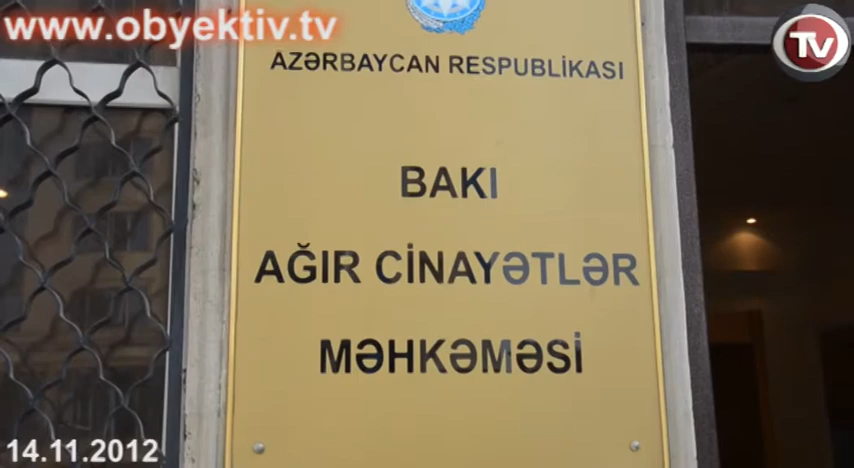 www.obyektiv.tv
TV
AZƏRBAYCAN RESPUBLİKASI
BAKI
AĞIR CİNAYƏTLƏR
MƏHKƏMƏSİ
14.11.2012